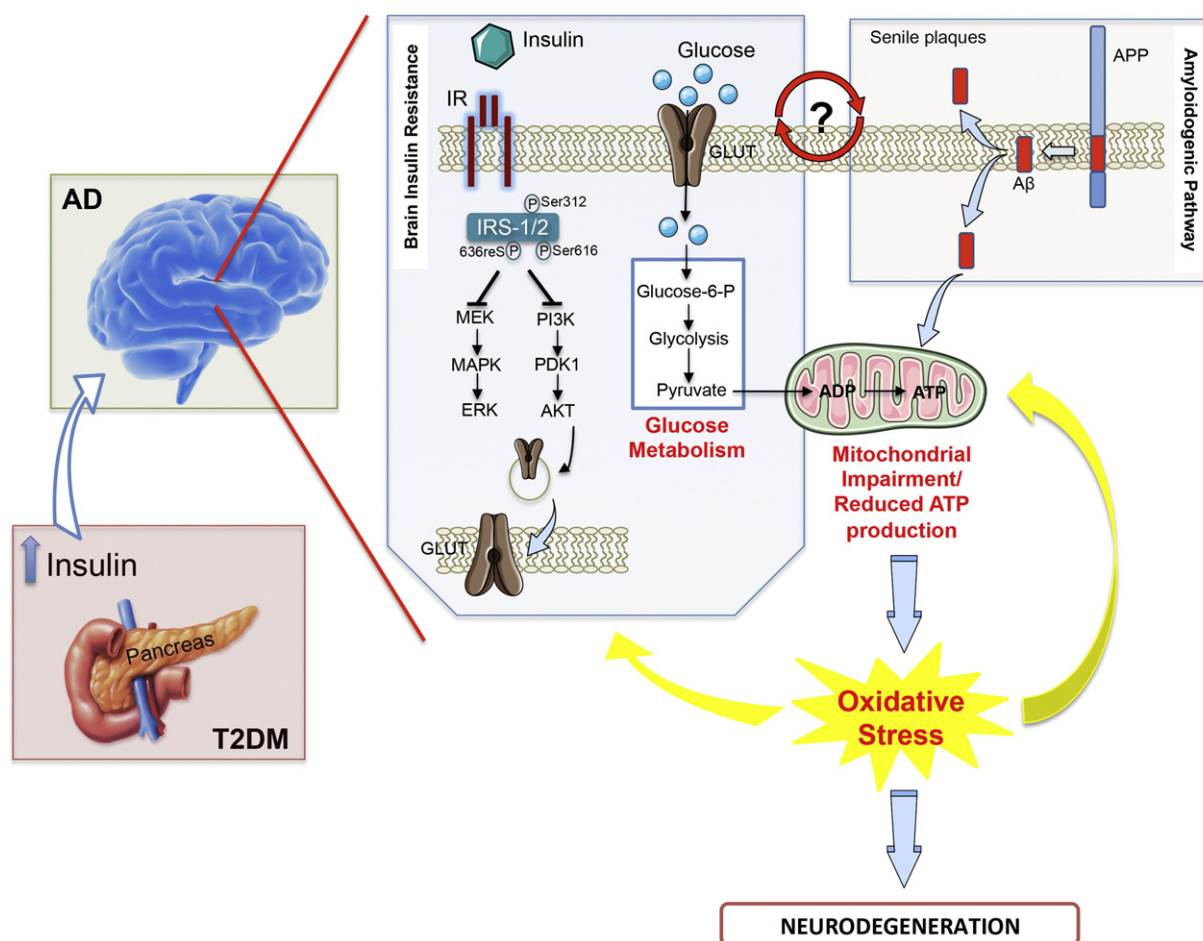 AD
Insulin
Pancreas
T2DM
Brain Insulin Resistance
Insulin
IR
Glucose
GLUT
P Ser312
IRS-1/2
636reS P
P Ser616
MEK
PI3K
MAPK
PDK1
ERK
AKT
GLUT
Glucose-6-P
Glycolysis
Pyruvate
Glucose
Metabolism
?
Senile plaques
APP
Aβ
Amyloidogenic Pathway
ADP
ATP
Mitochondrial
Impairment/
Reduced ATP
production
Oxidative
Stress
NEURODEGENERATION